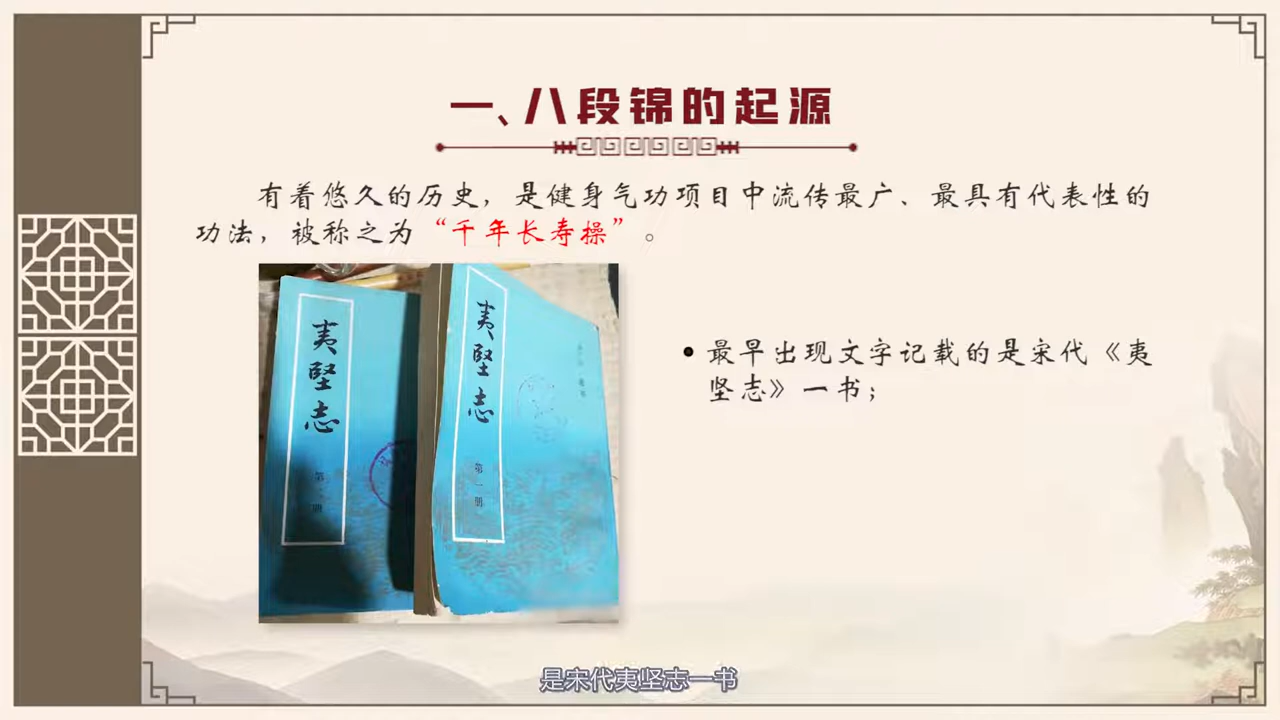 一、八段锦的起源
有着悠久的历史，是健身气功项目中流传最广、最具有代表性的
功法，被称之为“千年长寿操”。
夷堅志
第
册
夷堅志
第一册
最早出现文字记载的是宋代《夷
坚志》一书；
是宋代夷坚志一书